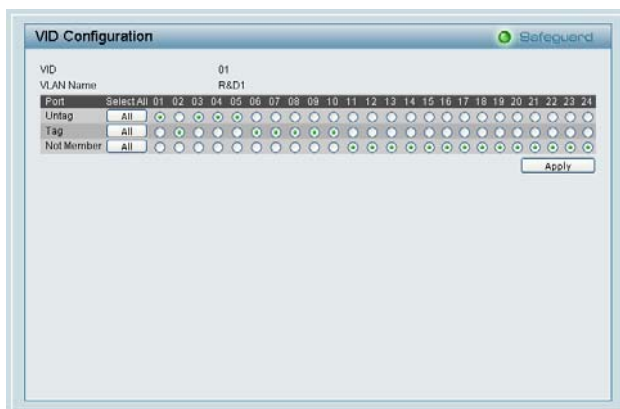 VID Configuration
Safeguard
VID 01
VLAN Name R&D1
Port Select All 01 02 03 04 05 06 07 08 09 10 11 12 13 14 15 16 17 18 19 20 21 22 23 24
Untag All
Tag All
Not Member All
Apply